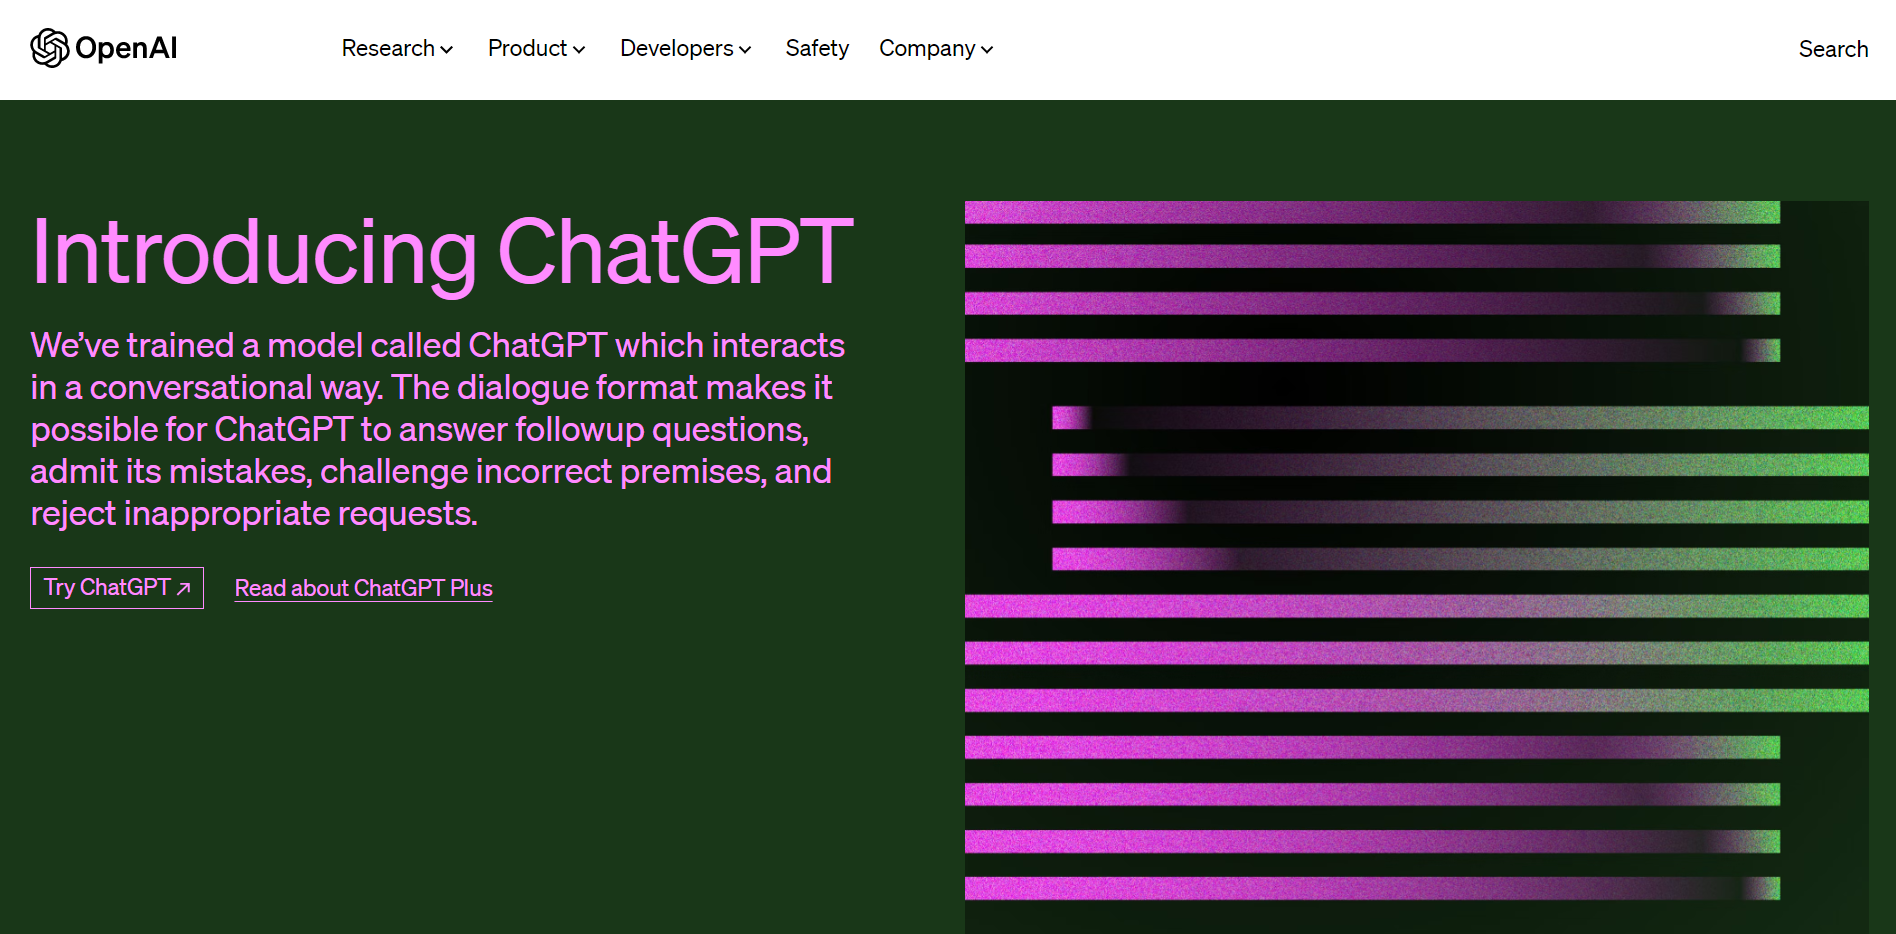 OpenAI
Research
Product
Developers
Safety
Company
Search
Introducing ChatGPT
We’ve trained a model called ChatGPT which interacts
in a conversational way. The dialogue format makes it
possible for ChatGPT to answer followup questions,
admit its mistakes, challenge incorrect premises, and
reject inappropriate requests.
Try ChatGPT ↗
Read about ChatGPT Plus